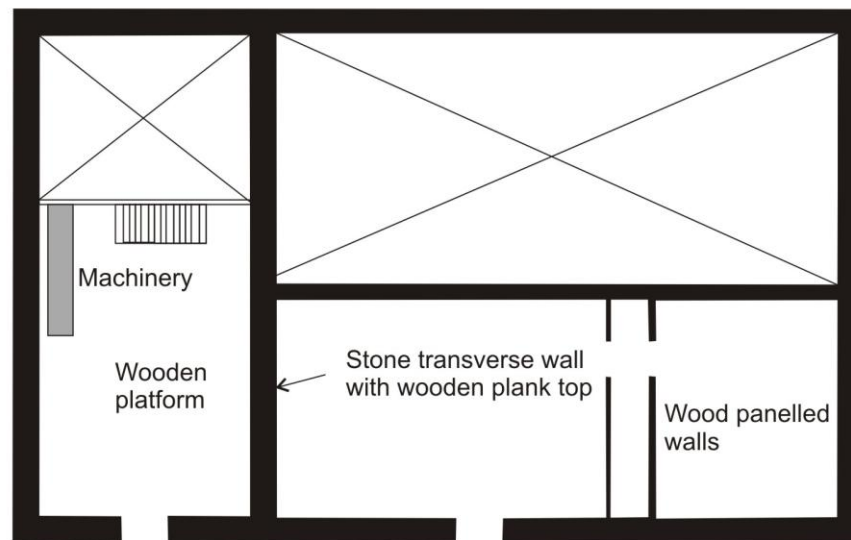 Machinery
Wooden
platform
Stone transverse wall
with wooden plank top
Wood panelled
walls